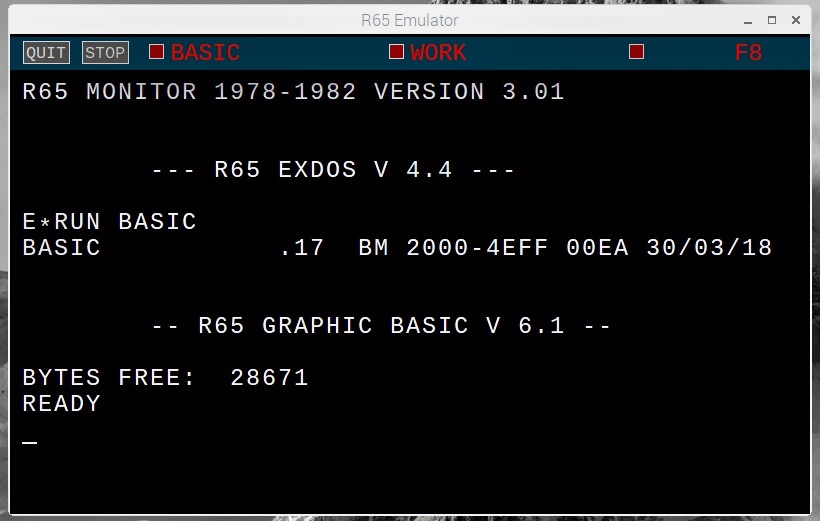 R65 Emulator
QUIT STOP BASIC WORK F8
R65 MONITOR 1978-1982 VERSION 3.01
--- R65 EXDOS V 4.4 ---
E*RUN BASIC
BASIC .17 BM 2000-4EFF 00EA 30/03/18
-- R65 GRAPHIC BASIC V 6.1 --
BYTES FREE: 28671
READY
_